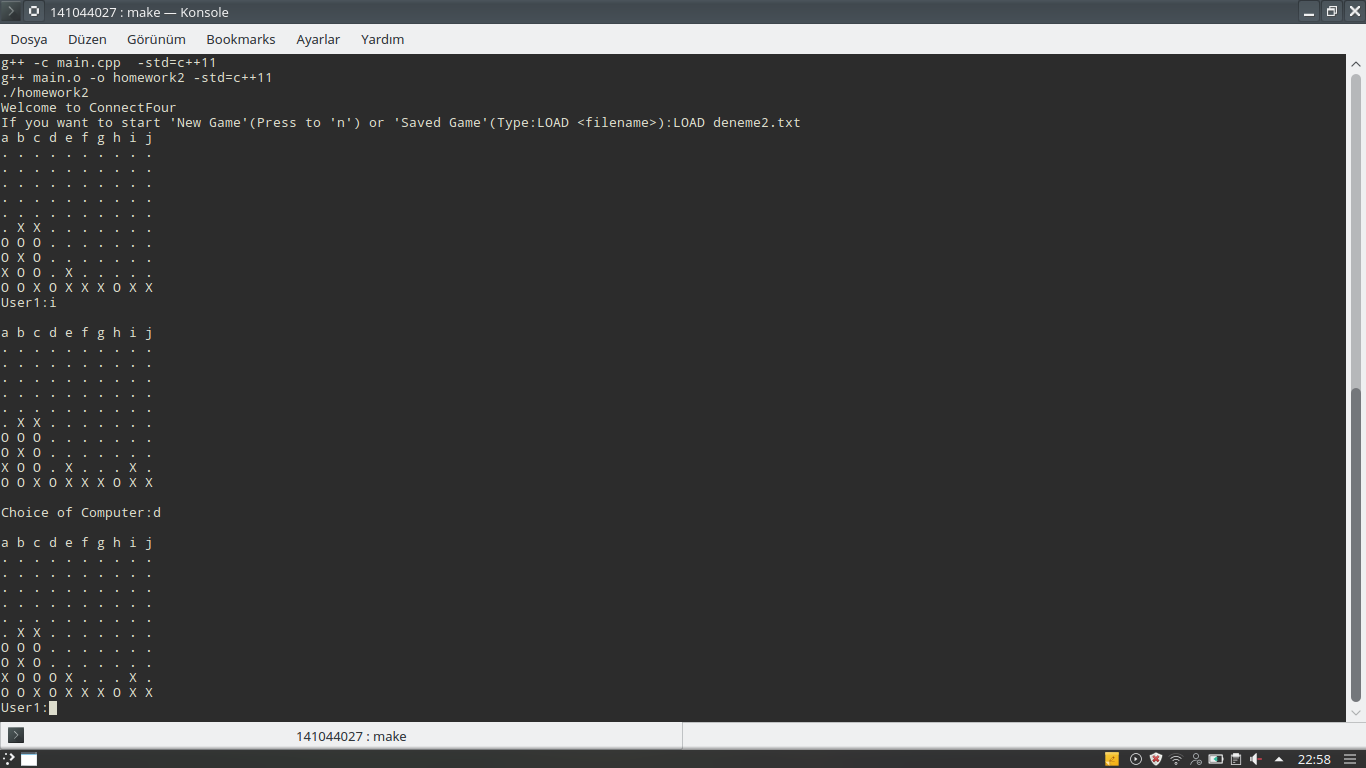 141044027 : make — Konsole
Dosya Düzen Görünüm Bookmarks Ayarlar Yardım
g++ -c main.cpp  -std=c++11
g++ main.o -o homework2 -std=c++11
./homework2
Welcome to ConnectFour
If you want to start 'New Game'(Press to 'n') or 'Saved Game'(Type:LOAD <filename>):LOAD deneme2.txt
a b c d e f g h i j
. . . . . . . . . .
. . . . . . . . . .
. . . . . . . . . .
. . . . . . . . . .
. . . . . . . . . .
. X X . . . . . . .
O O O . . . . . . .
O X O . . . . . . .
X O O . X . . . . .
O O X O X X X O X X
User1:i
a b c d e f g h i j
. . . . . . . . . .
. . . . . . . . . .
. . . . . . . . . .
. . . . . . . . . .
. . . . . . . . . .
. X X . . . . . . .
O O O . . . . . . .
O X O . . . . . . .
X O O . X . . . X .
O O X O X X X O X X
Choice of Computer:d
a b c d e f g h i j
. . . . . . . . . .
. . . . . . . . . .
. . . . . . . . . .
. . . . . . . . . .
. . . . . . . . . .
. X X . . . . . . .
O O O . . . . . . .
O X O . . . . . . .
X O O O X . . . X .
O O X O X X X O X X
User1:
141044027 : make
22:58